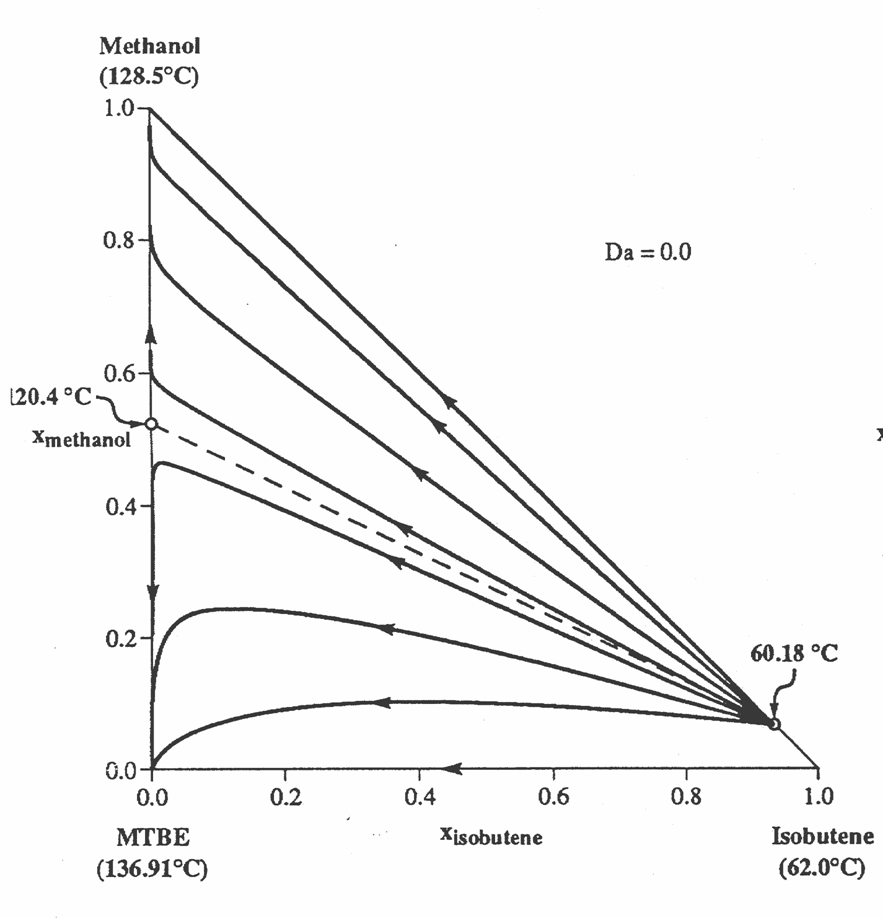 Methanol
(128.5°C)
1.0
0.8
Da = 0.0
0.6
120.4 °C
xmethanol
x
0.4
0.2
60.18 °C
0.0
0.0
0.2
0.4
0.6
0.8
1.0
MTBE
(136.91°C)
xisobutene
Isobutene
(62.0°C)